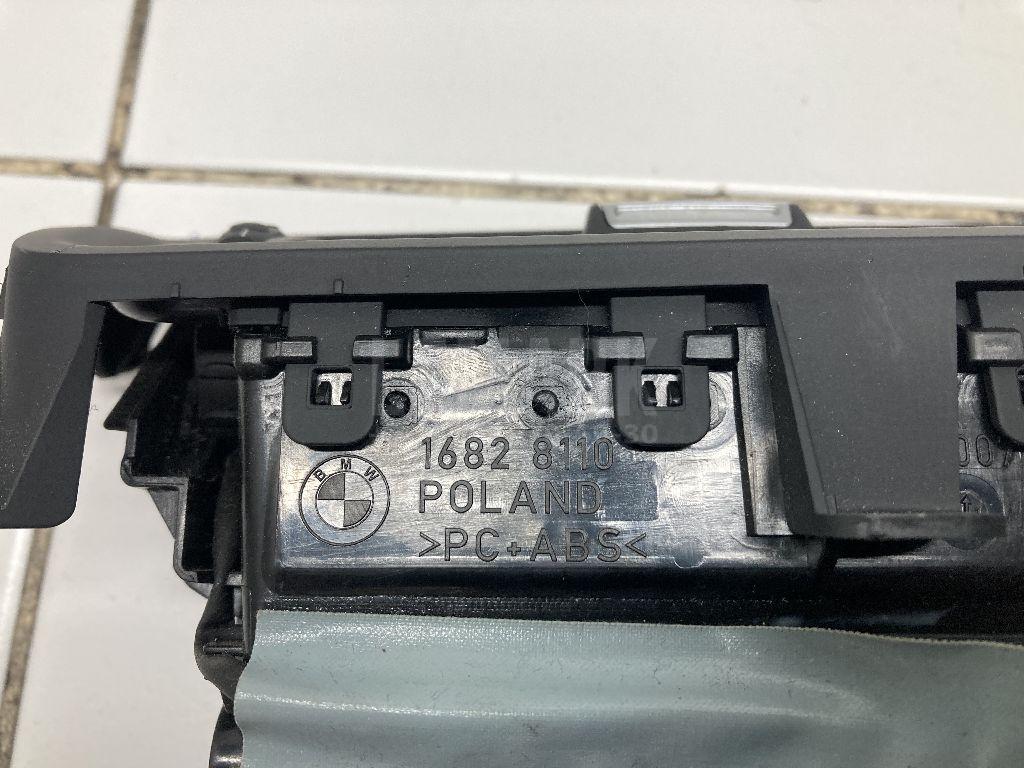 BMW
1682 8110
POLAND
>PC+ABS<